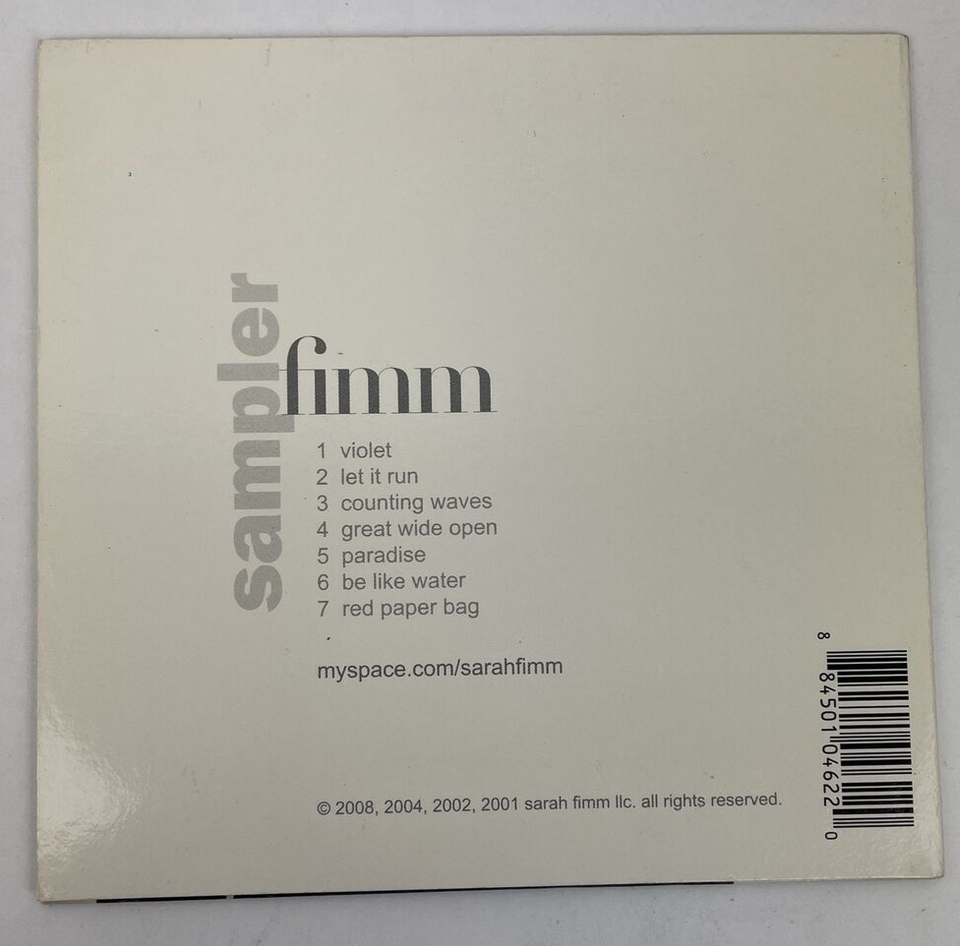 sampler
fimm
1 violet
2 let it run
3 counting waves
4 great wide open
5 paradise
6 be like water
7 red paper bag
myspace.com/sarahfimm
8 84501 04622 0
© 2008, 2004, 2002, 2001 sarah fimm llc. all rights reserved.